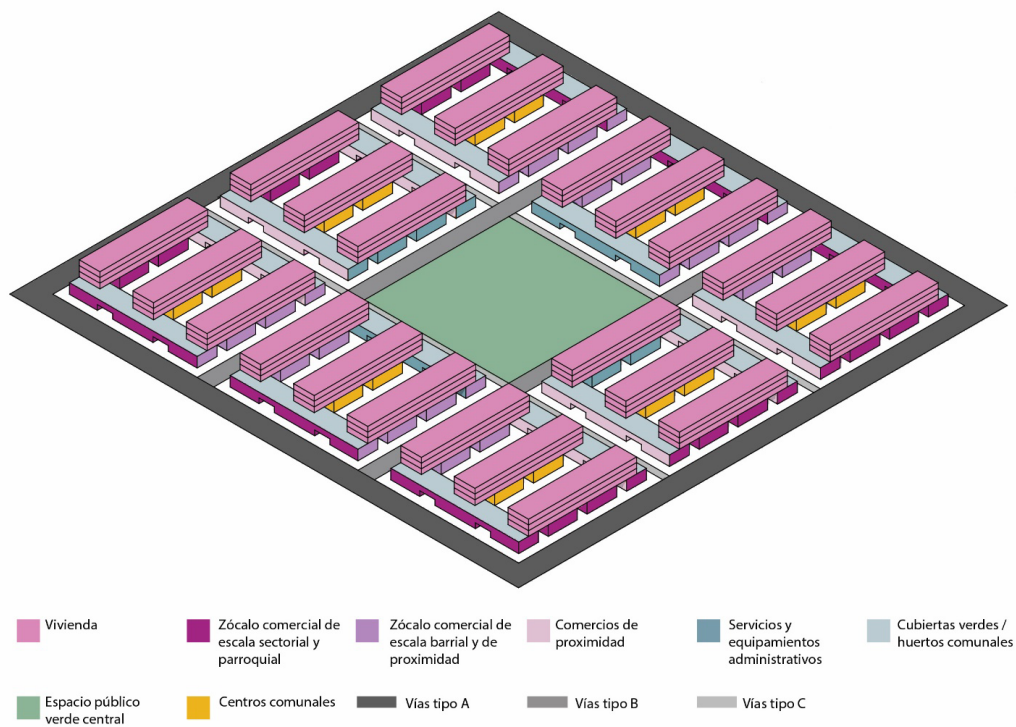 Vivienda
Zócalo comercial de
escala sectorial y
parroquial
Zócalo comercial de
escala barrial y de
proximidad
Comercios de
proximidad
Servicios y
equipamientos
administrativos
Cubiertas verdes /
huertos comunales
Espacio público
verde central
Centros comunales
Vías tipo A
Vías tipo B
Vías tipo C